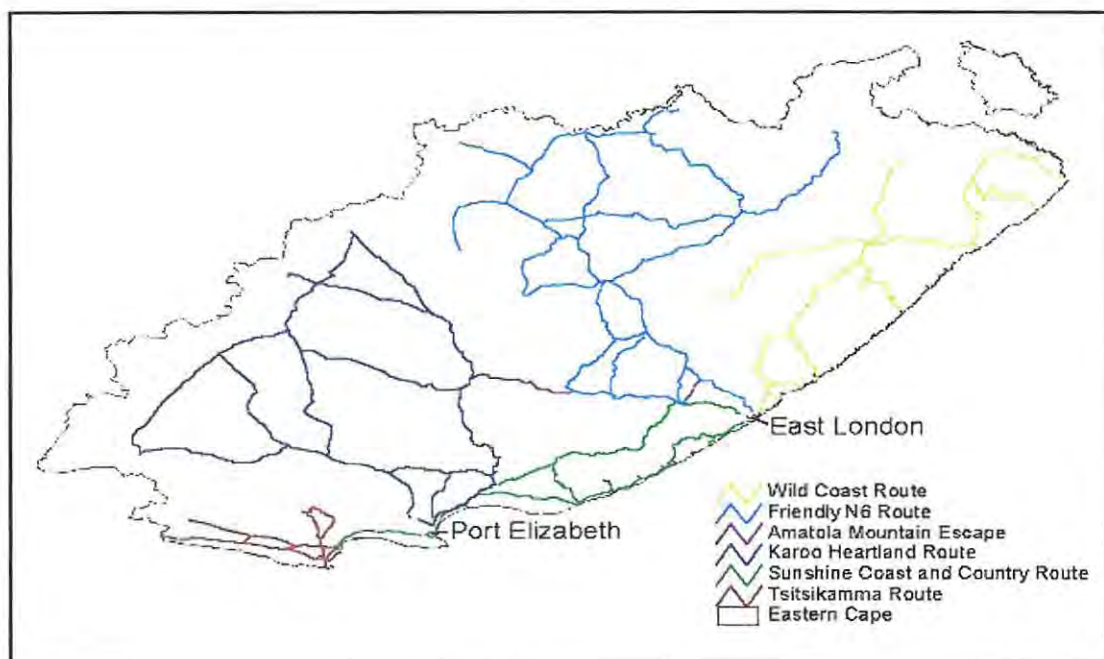 East London
Port Elizabeth
Wild Coast Route
Friendly N6 Route
Amatola Mountain Escape
Karoo Heartland Route
Sunshine Coast and Country Route
Tsitsikamma Route
Eastern Cape